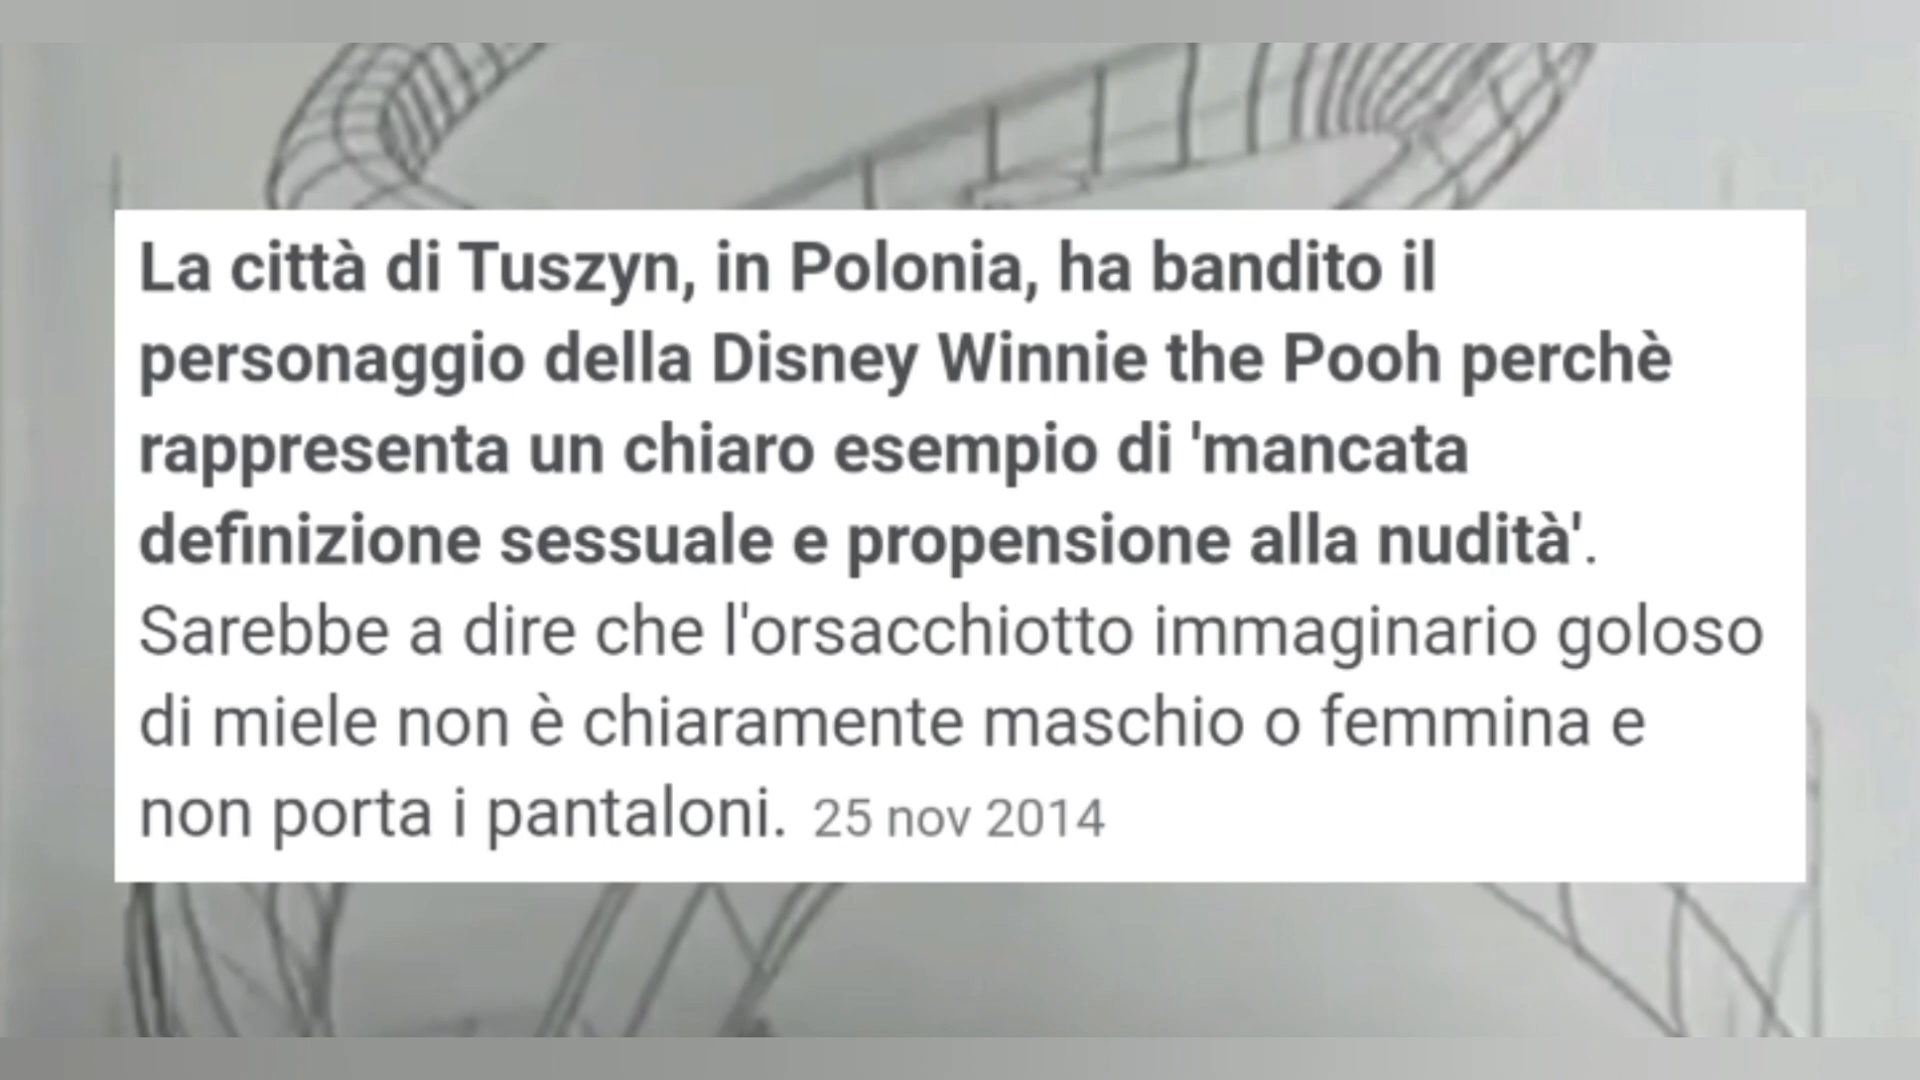 La città di Tuszyn, in Polonia, ha bandito il
personaggio della Disney Winnie the Pooh perchè
rappresenta un chiaro esempio di 'mancata
definizione sessuale e propensione alla nudità'.
Sarebbe a dire che l'orsacchiotto immaginario goloso
di miele non è chiaramente maschio o femmina e
non porta i pantaloni. 25 nov 2014